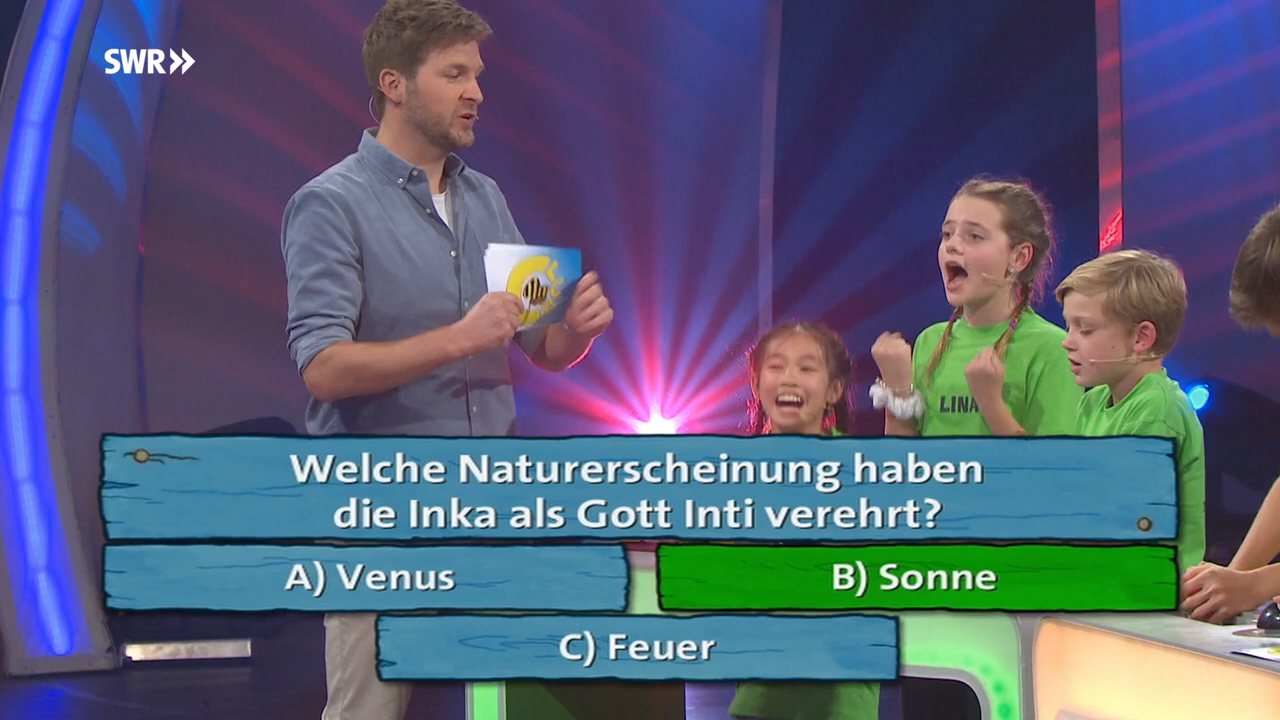 SWR
Welche Naturerscheinung haben
die Inka als Gott Inti verehrt?
A) Venus
B) Sonne
C) Feuer
LINA